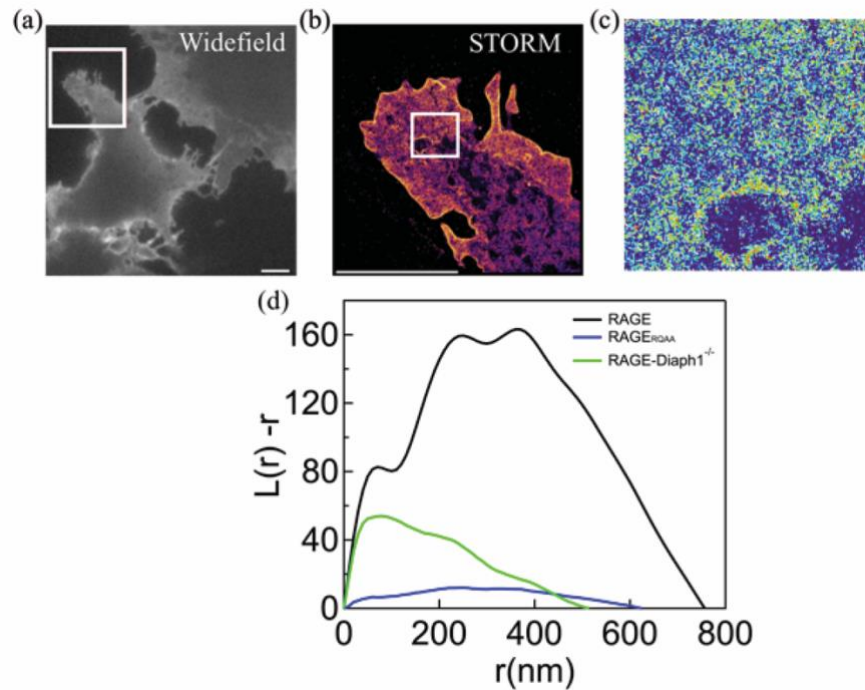 (a)
Widefield
(b)
STORM
(c)
(d)
L(r) -r
160
120
80
40
0
RAGE
RAGE_RQAA
RAGE-Diaph1^-/-
0 200 400 600 800
r(nm)